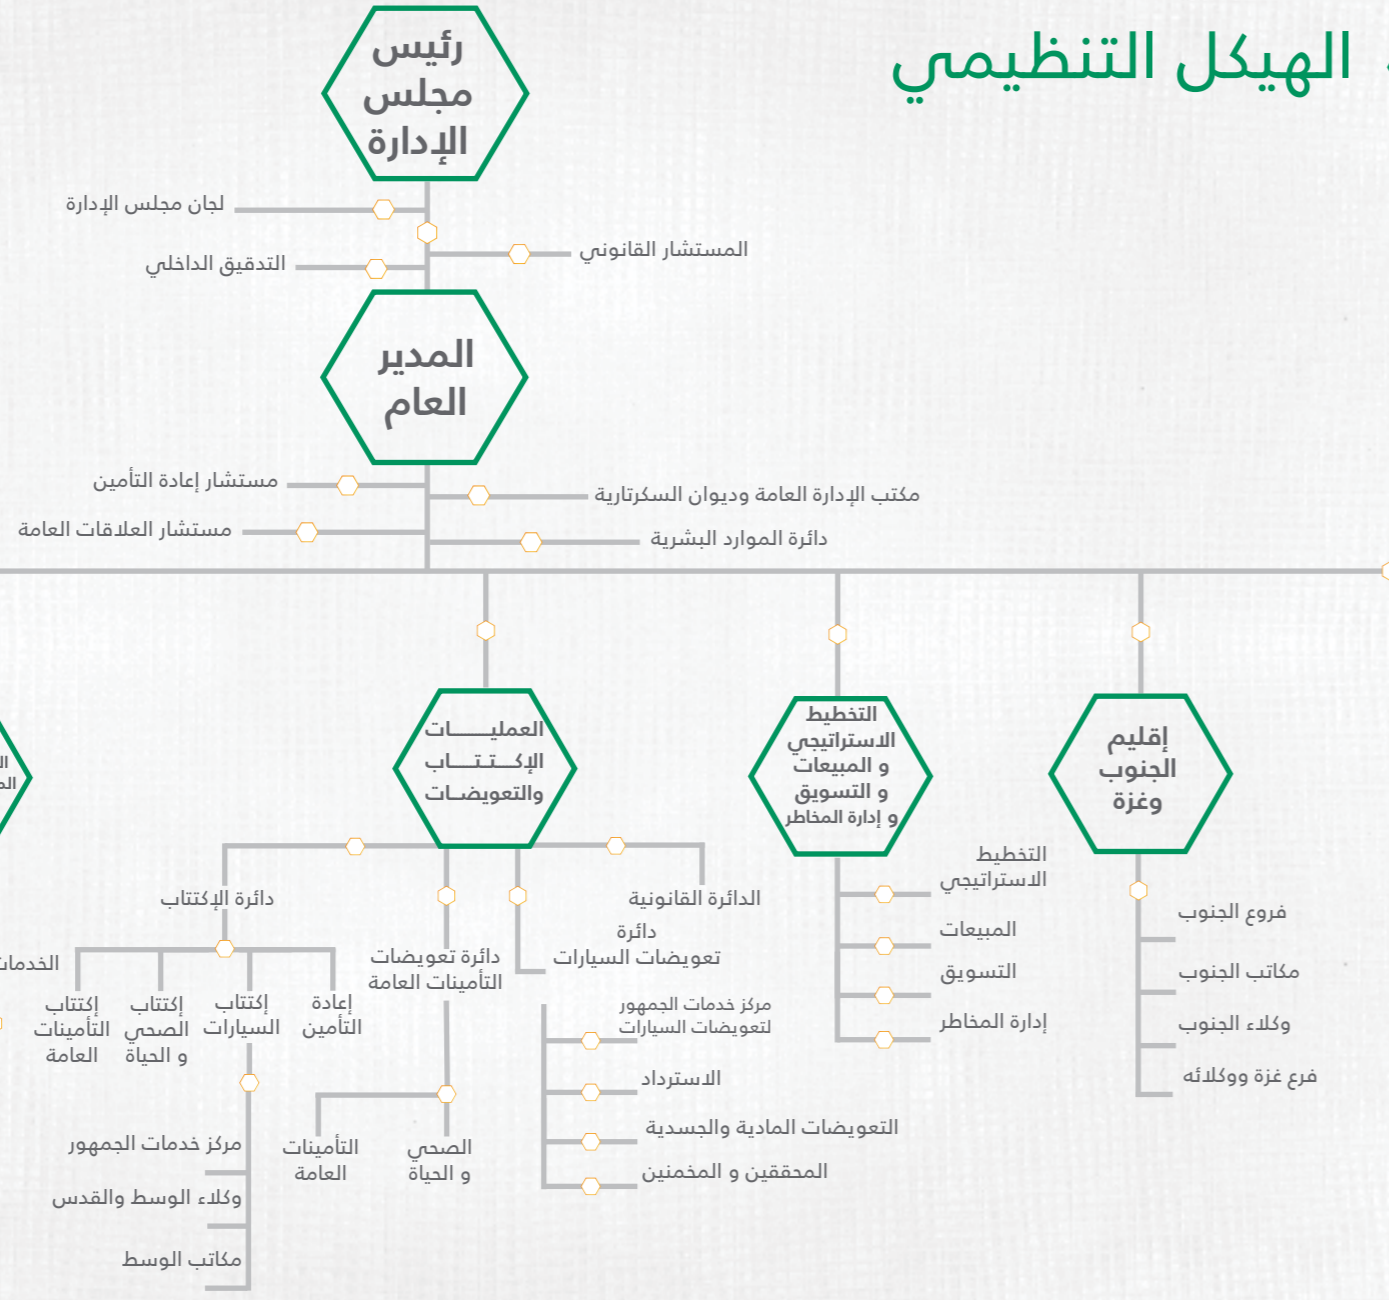 الهيكل التنظيمي
رئيس
مجلس
الإدارة
لجان مجلس الإدارة
المستشار القانوني
التدقيق الداخلي
المدير
العام
مستشار إعادة التأمين
مكتب الإدارة العامة وديوان السكرتارية
مستشار العلاقات العامة
دائرة الموارد البشرية
إقليم
الجنوب
وغزة
فروع الجنوب
مكاتب الجنوب
وكلاء الجنوب
فرع غزة ووكلائه
التخطيط
الاستراتيجي
و المبيعات
و التسويق
و إدارة المخاطر
التخطيط
الاستراتيجي
المبيعات
التسويق
إدارة المخاطر
العمليــــــات
الإكـــتــتــــاب
والتعويضــات
الدائرة القانونية
دائرة
تعويضات السيارات
مركز خدمات الجمهور
لتعويضات السيارات
الاسترداد
التعويضات المادية والجسدية
المحققين و المخمنين
دائرة تعويضات
التأمينات العامة
الصحي
و الحياة
التأمينات
العامة
دائرة الإكتتاب
إعادة
التأمين
إكتتاب
السيارات
إكتتاب
الصحي
و الحياة
إكتتاب
التأمينات
العامة
مركز خدمات الجمهور
وكلاء الوسط والقدس
مكاتب الوسط